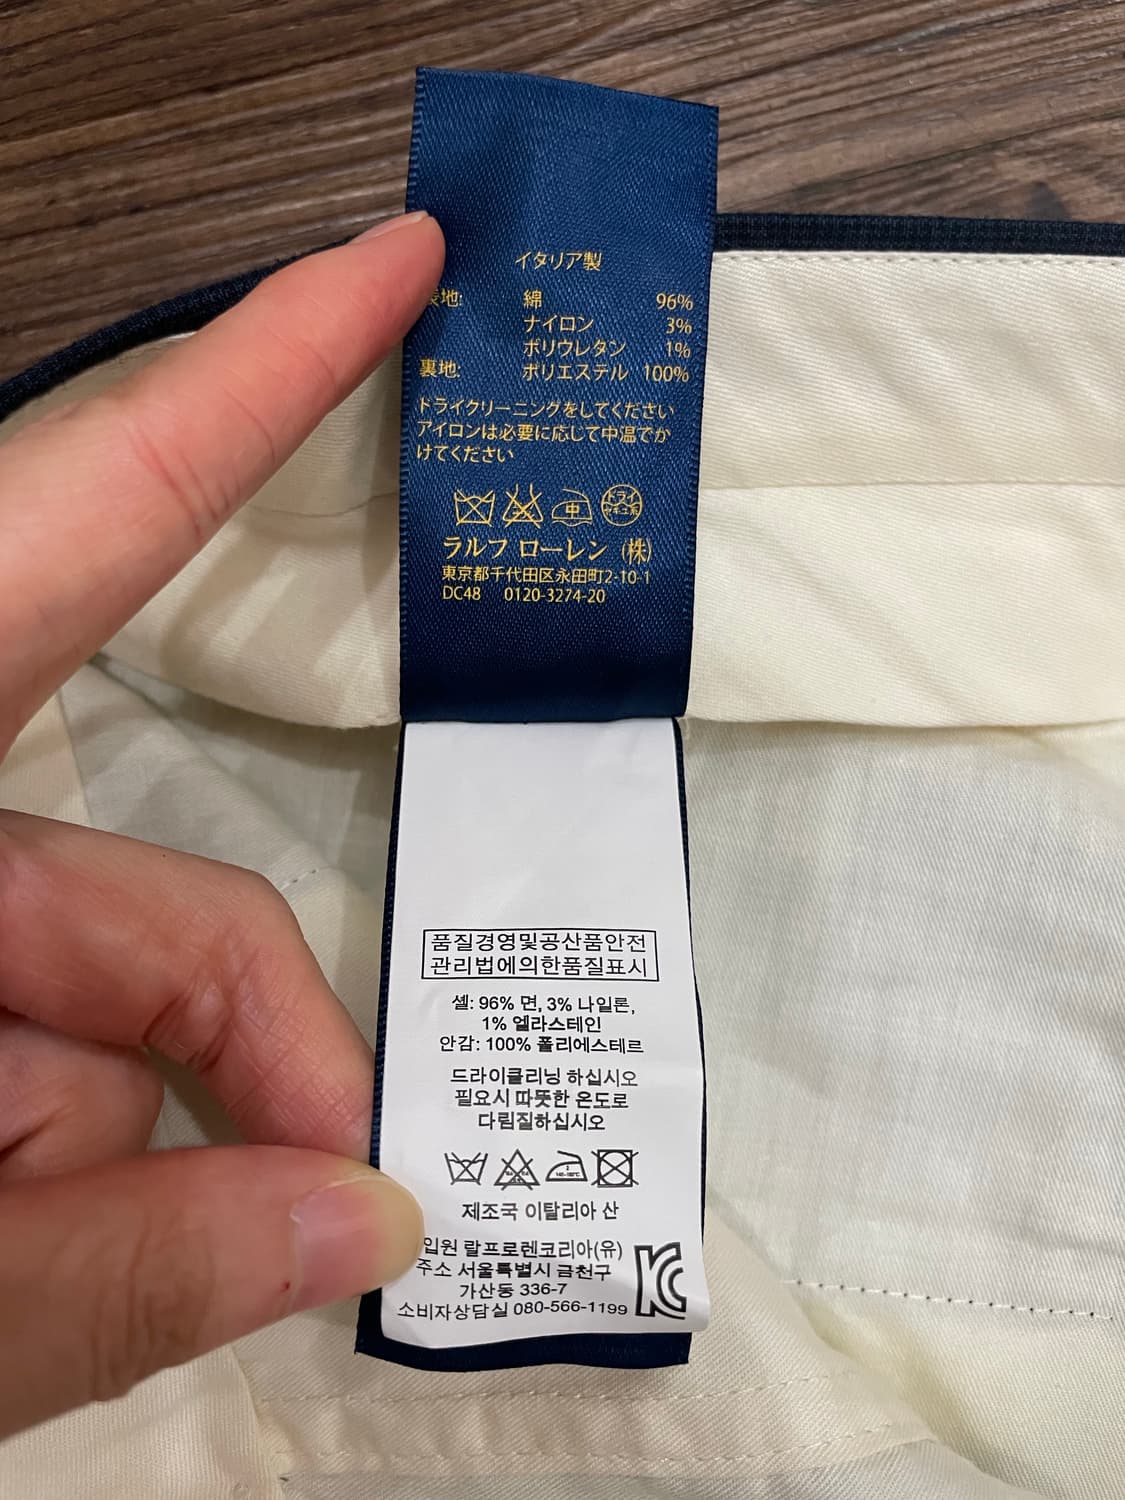 イタリア製
表地: 綿 96%
ナイロン 3%
ポリウレタン 1%
裏地: ポリエステル 100%
ドライクリーニングをしてください
アイロンは必要に応じて中温でか
けてください
中
ドライ
セキユ系
ラルフ ローレン (株)
東京都千代田区永田町2-10-1
DC48 0120-3274-20
품질경영및공산품안전
관리법에의한품질표시
셸: 96% 면, 3% 나일론,
1% 엘라스테인
안감: 100% 폴리에스테르
드라이클리닝 하십시오
필요시 따뜻한 온도로
다림질하십시오
제조국 이탈리아 산
입원 랄프로렌코리아(유)
주소 서울특별시 금천구
가산동 336-7
소비자상담실 080-566-1199